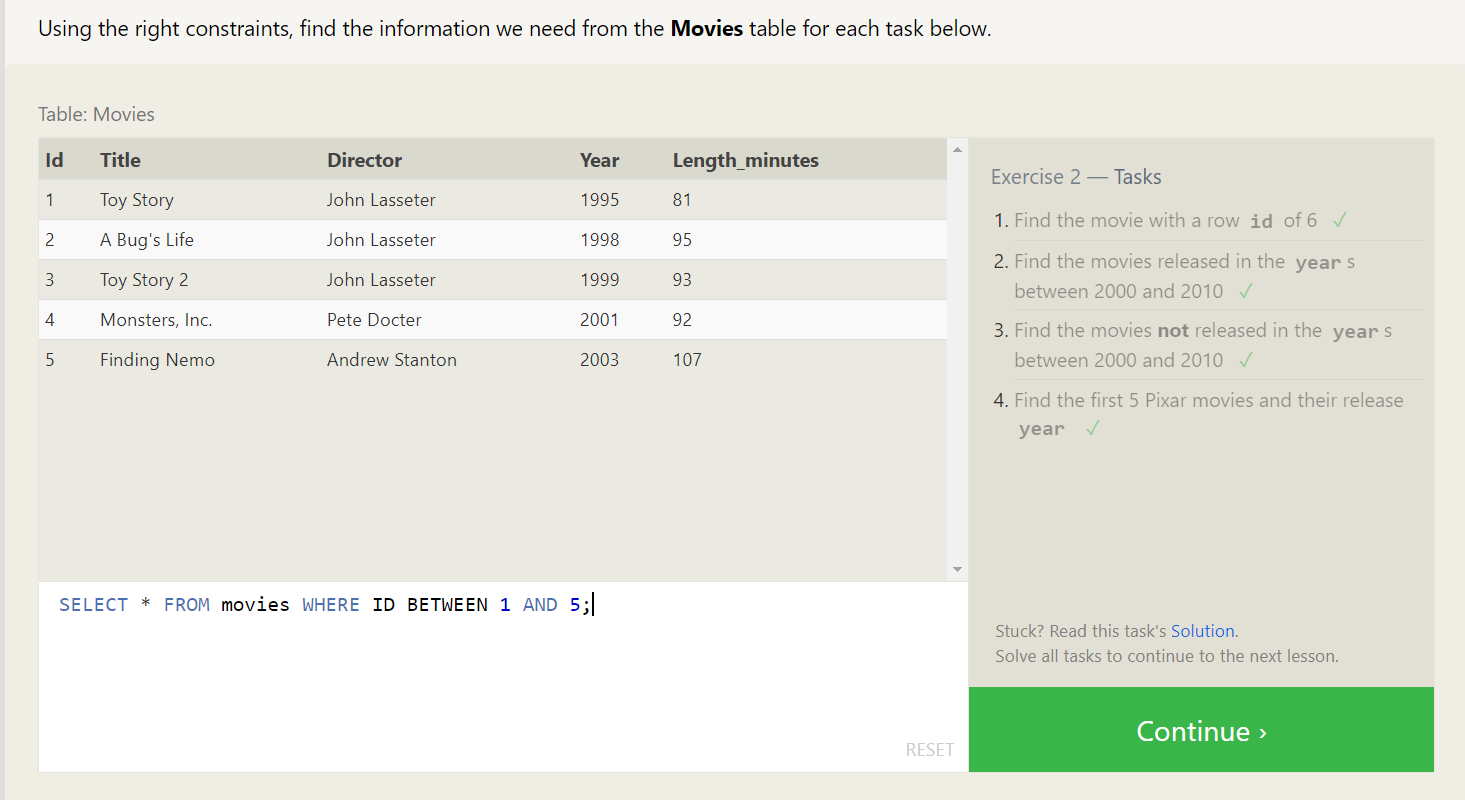 Using the right constraints, find the information we need from the Movies table for each task below.
Table: Movies
Id Title Director Year Length_minutes
1 Toy Story John Lasseter 1995 81
2 A Bug's Life John Lasseter 1998 95
3 Toy Story 2 John Lasseter 1999 93
4 Monsters, Inc. Pete Docter 2001 92
5 Finding Nemo Andrew Stanton 2003 107
SELECT * FROM movies WHERE ID BETWEEN 1 AND 5;
RESET
Exercise 2 — Tasks
1. Find the movie with a row id of 6 ✓
2. Find the movies released in the year s
between 2000 and 2010 ✓
3. Find the movies not released in the year s
between 2000 and 2010 ✓
4. Find the first 5 Pixar movies and their release
year ✓
Stuck? Read this task's Solution.
Solve all tasks to continue to the next lesson.
Continue ›